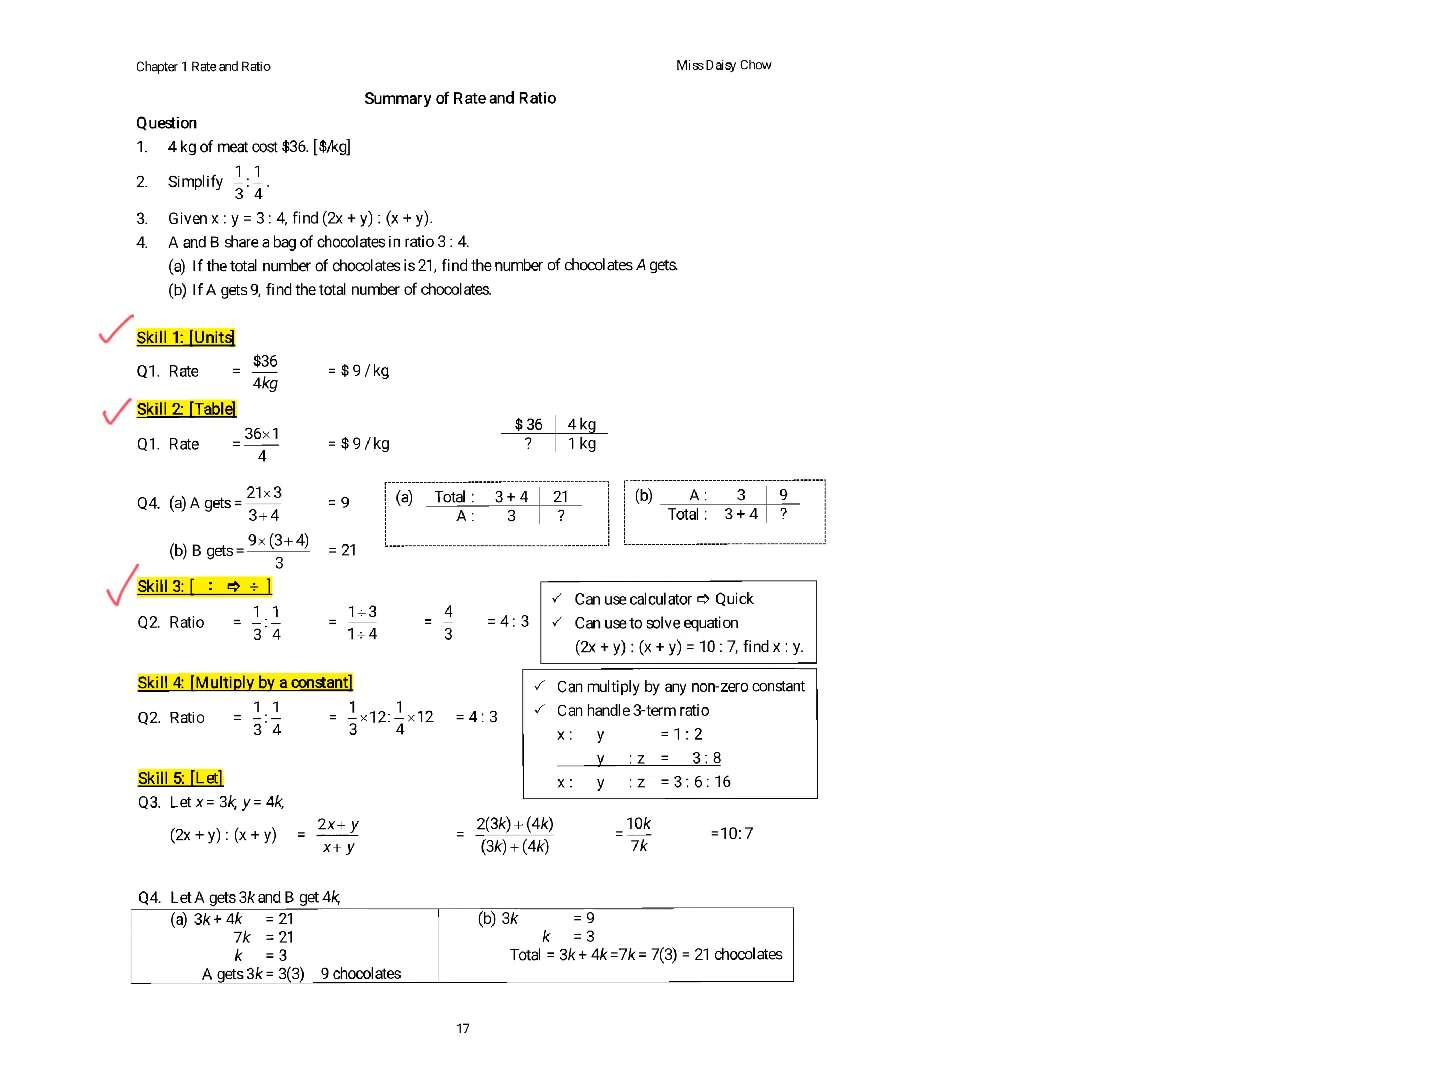 Chapter 1 Rate and Ratio Miss Daisy Chow
Summary of Rate and Ratio
Question
1. 4 kg of meat cost $36. [$/kg]
2. Simplify 1/3 : 1/4 .
3. Given x : y = 3 : 4, find (2x + y) : (x + y).
4. A and B share a bag of chocolates in ratio 3 : 4.
(a) If the total number of chocolates is 21, find the number of chocolates A gets.
(b) If A gets 9, find the total number of chocolates.
Skill 1: [Units]
Q1. Rate = $36/4kg = $ 9 / kg
Skill 2: [Table]
Q1. Rate = 36×1/4 = $ 9 / kg
$ 36 4 kg
? 1 kg
Q4. (a) A gets = 21×3/3+4 = 9
(a) Total : 3 + 4 21
A : 3 ?
(b) A : 3 9
Total : 3 + 4 ?
(b) B gets = 9×(3+4)/3 = 21
Skill 3: [ : ⇨ ÷ ]
Q2. Ratio = 1/3 : 1/4 = 1÷3/1÷4 = 4/3 = 4 : 3
✓ Can use calculator ⇨ Quick
✓ Can use to solve equation
(2x + y) : (x + y) = 10 : 7, find x : y.
Skill 4: [Multiply by a constant]
Q2. Ratio = 1/3 : 1/4 = 1/3×12 : 1/4×12 = 4 : 3
✓ Can multiply by any non-zero constant
✓ Can handle 3-term ratio
x : y = 1 : 2
y : z = 3 : 8
x : y : z = 3 : 6 : 16
Skill 5: [Let]
Q3. Let x = 3k, y = 4k,
(2x + y) : (x + y) = 2x+ y/x+ y = 2(3k)+(4k)/(3k)+(4k) = 10k/7k =10: 7
Q4. Let A gets 3k and B get 4k,
(a) 3k + 4k = 21
7k = 21
k = 3
A gets 3k = 3(3) 9 chocolates
(b) 3k = 9
k = 3
Total = 3k + 4k =7k = 7(3) = 21 chocolates
17